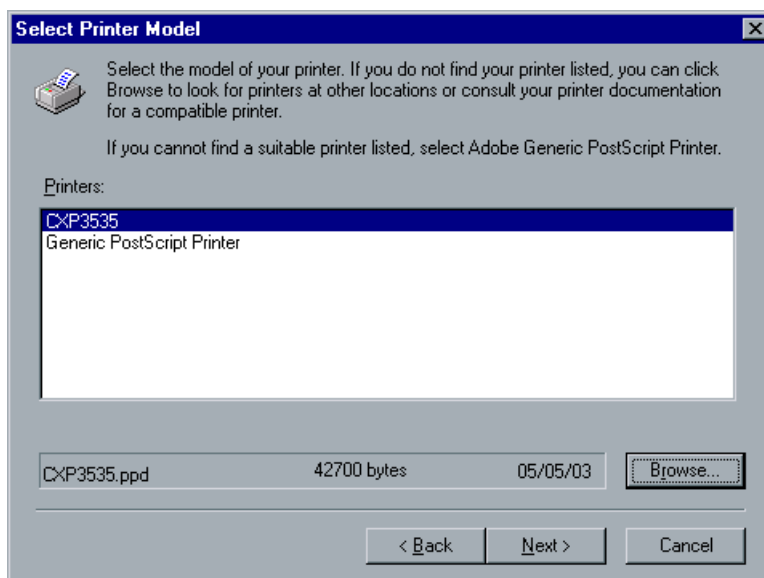 Select Printer Model
Select the model of your printer. If you do not find your printer listed, you can click
Browse to look for printers at other locations or consult your printer documentation
for a compatible printer.
If you cannot find a suitable printer listed, select Adobe Generic PostScript Printer.
Printers:
CXP3535
Generic PostScript Printer
CXP3535.ppd 42700 bytes 05/05/03 Browse...
< Back Next > Cancel